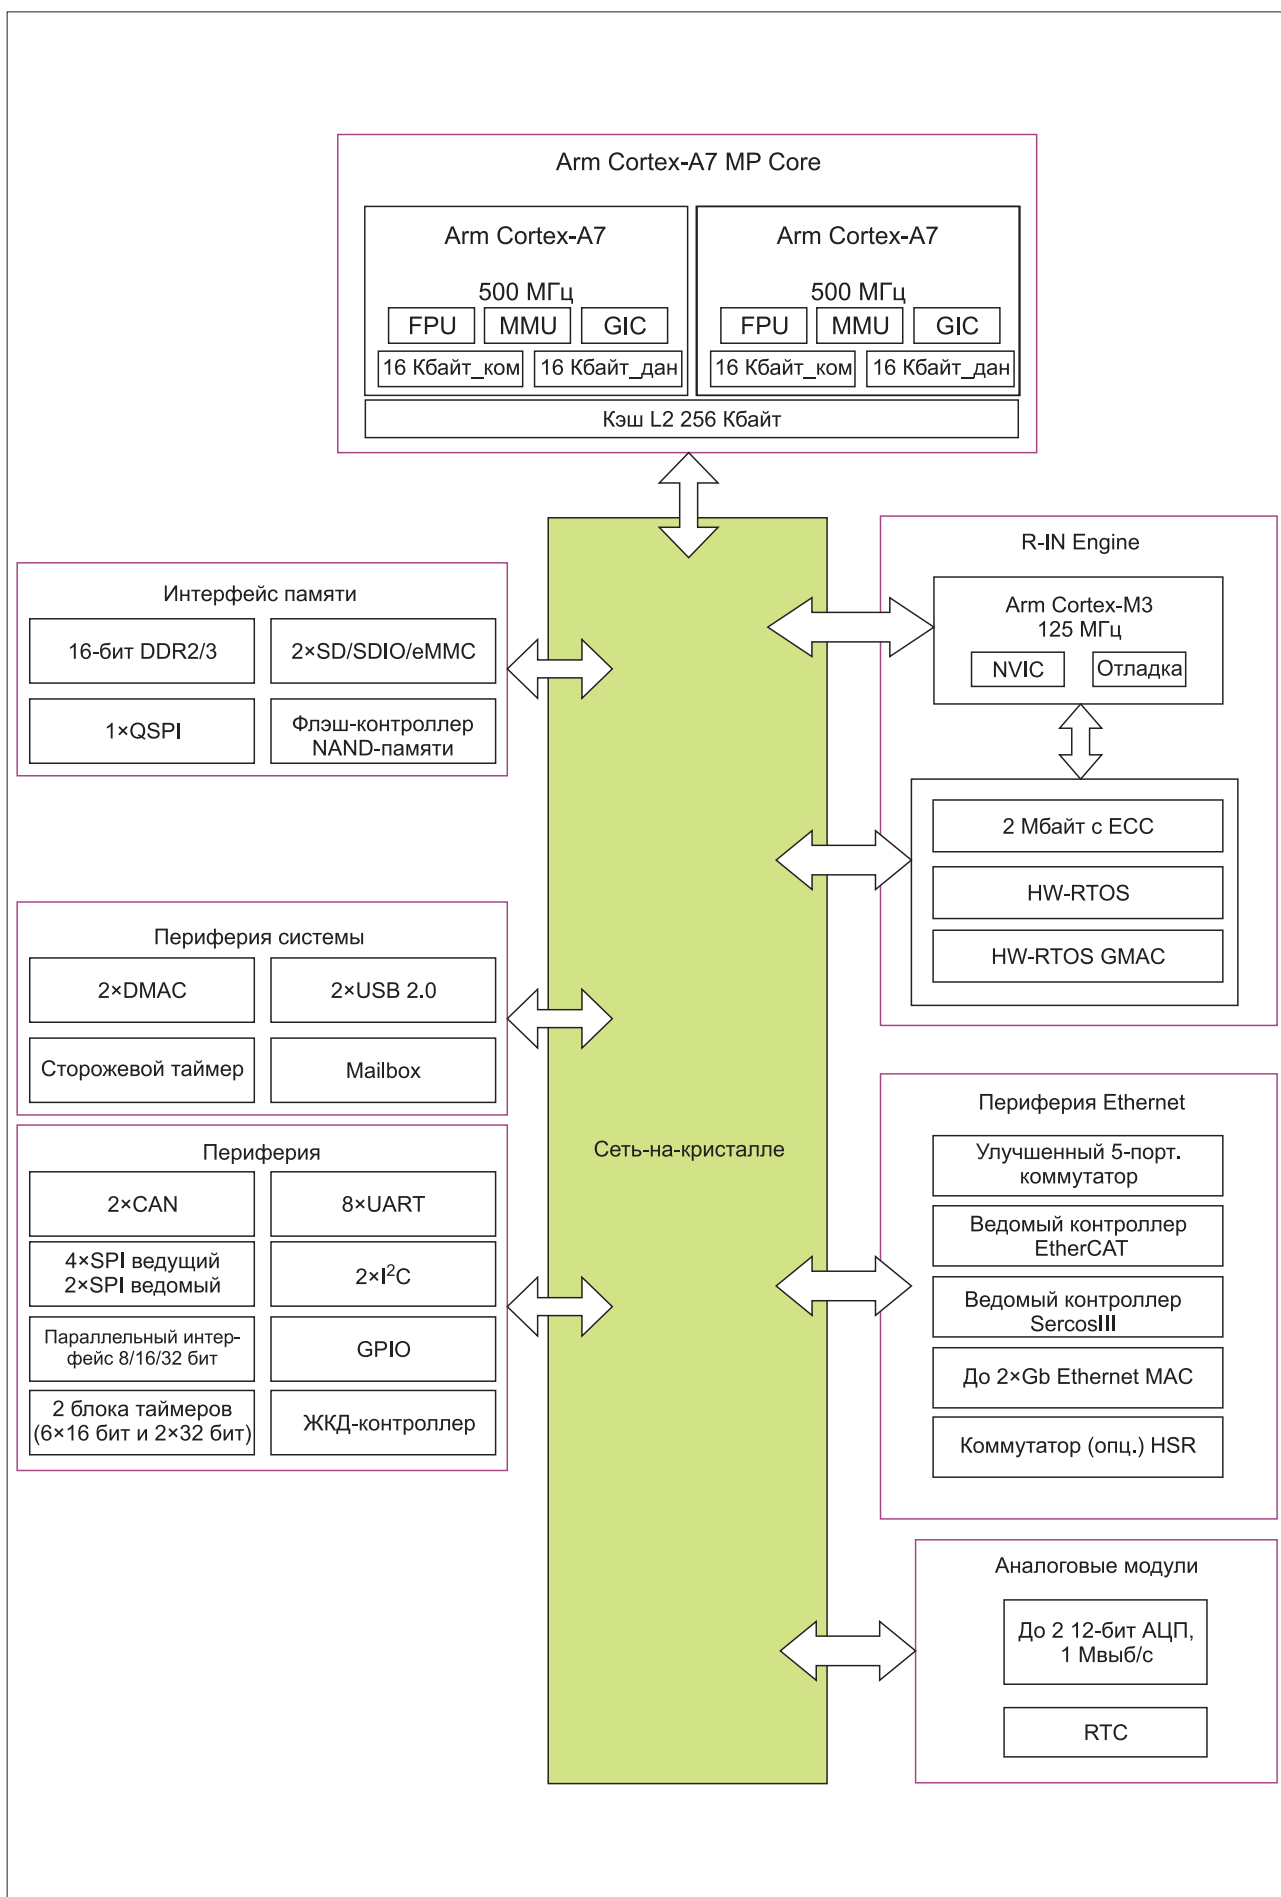 Arm Cortex-A7 MP Core
Arm Cortex-A7
500 МГц
FPU
MMU
GIC
16 Кбайт_ком
16 Кбайт_дан
Arm Cortex-A7
500 МГц
FPU
MMU
GIC
16 Кбайт_ком
16 Кбайт_дан
Кэш L2 256 Кбайт
Интерфейс памяти
16-бит DDR2/3
2×SD/SDIO/eMMC
1×QSPI
Флэш-контроллер
NAND-памяти
Периферия системы
2×DMAC
2×USB 2.0
Сторожевой таймер
Mailbox
Периферия
2×CAN
8×UART
4×SPI ведущий
2×SPI ведомый
2×I²C
Параллельный интер-
фейс 8/16/32 бит
GPIO
2 блока таймеров
(6×16 бит и 2×32 бит)
ЖКД-контроллер
Сеть-на-кристалле
R-IN Engine
Arm Cortex-M3
125 МГц
NVIC
Отладка
2 Мбайт с ECC
HW-RTOS
HW-RTOS GMAC
Периферия Ethernet
Улучшенный 5-порт.
коммутатор
Ведомый контроллер
EtherCAT
Ведомый контроллер
SercosIII
До 2×Gb Ethernet MAC
Коммутатор (опц.) HSR
Аналоговые модули
До 2 12-бит АЦП,
1 Мвыб/с
RTC